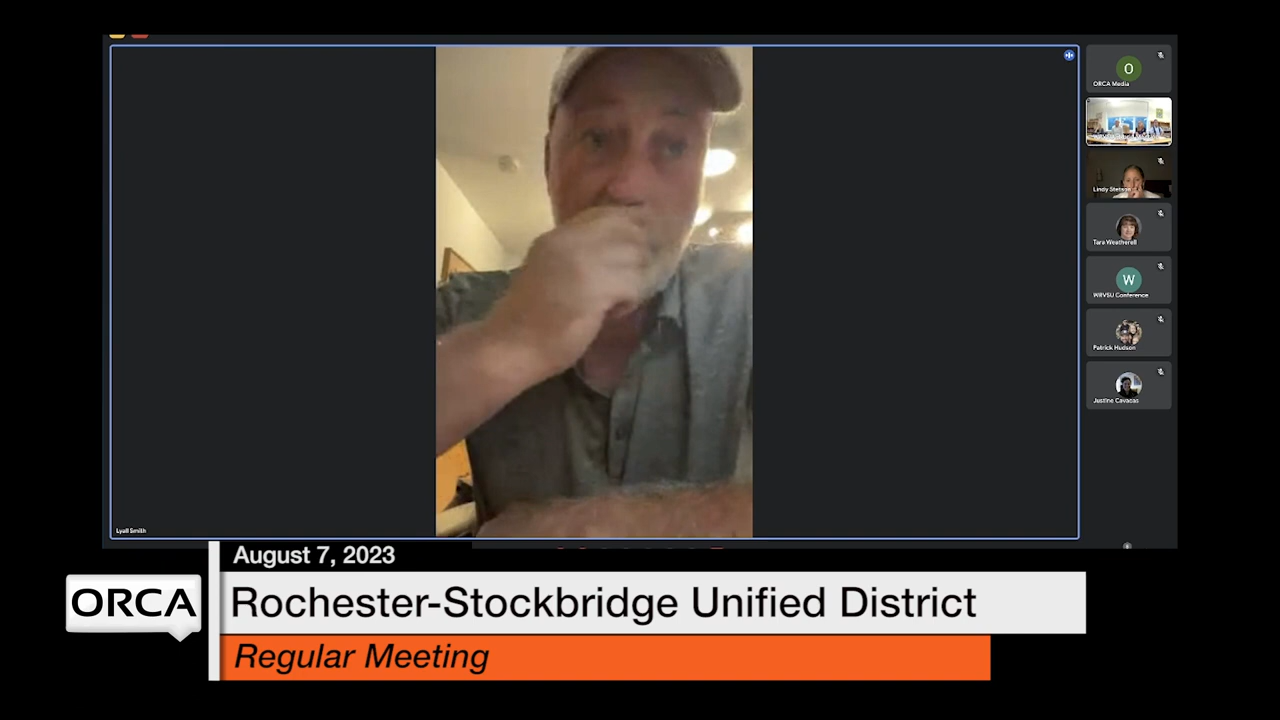 O
ORCA Media
Lindy Stetson
Tara Weatherell
W
WRVSU Conference
Patrick Hudson
Justine Cavacas
Lyall Smith
August 7, 2023
ORCA
Rochester-Stockbridge Unified District
Regular Meeting